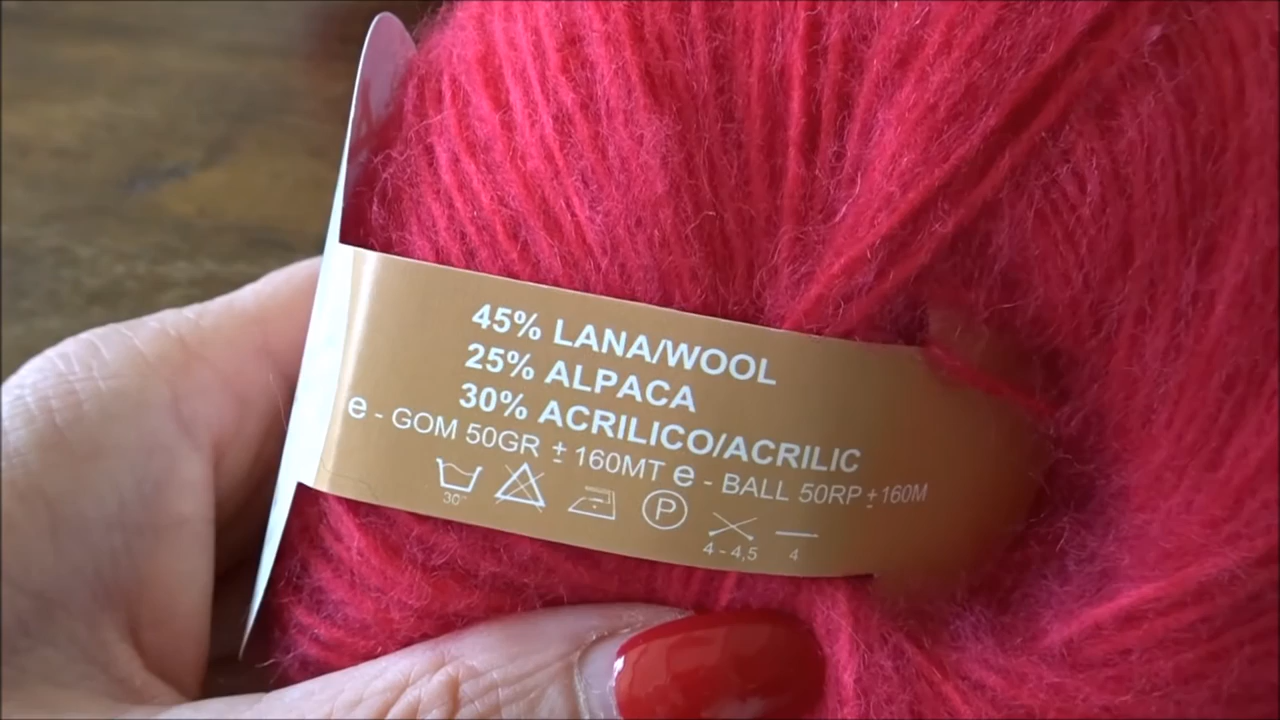 45% LANA/WOOL
25% ALPACA
30% ACRILICO/ACRILIC
e - GOM 50GR ± 160MT e - BALL 50RP ± 160M
30°
P
4 - 4,5
4